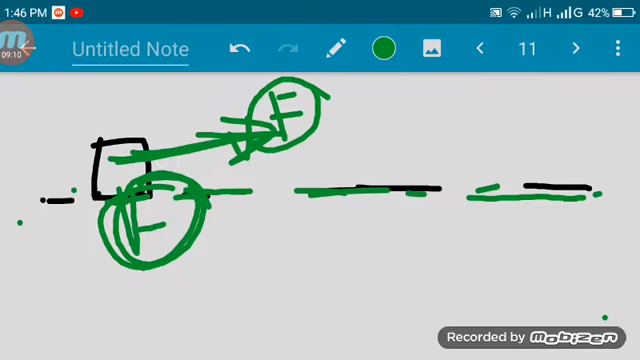 1:46 PM H G 42%
09:10 Untitled Note 11
F
F
Recorded by mobizen